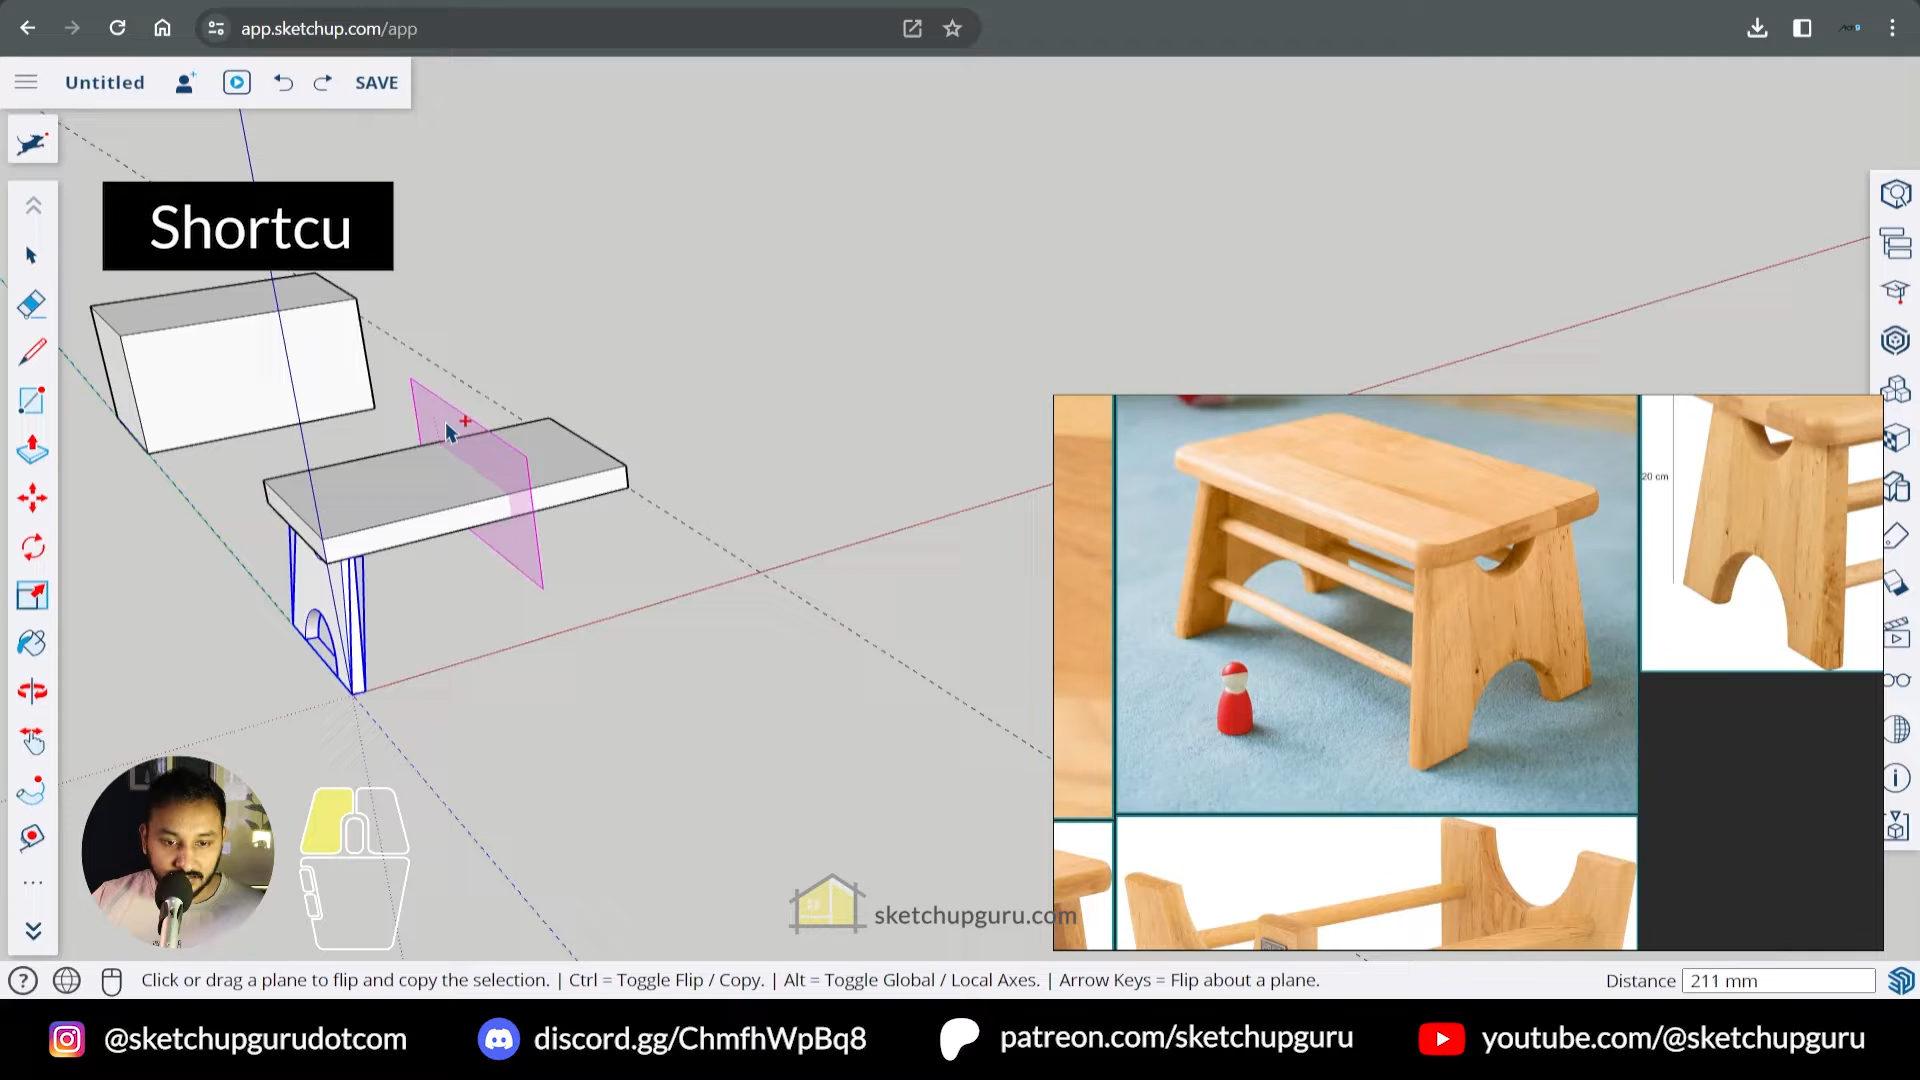 app.sketchup.com/app
Untitled
SAVE
Shortcu
20 cm
sketchupguru.com
Click or drag a plane to flip and copy the selection. | Ctrl = Toggle Flip / Copy. | Alt = Toggle Global / Local Axes. | Arrow Keys = Flip about a plane.
Distance
211 mm
@sketchupgurudotcom
discord.gg/ChmfhWpBq8
patreon.com/sketchupguru
youtube.com/@sketchupguru